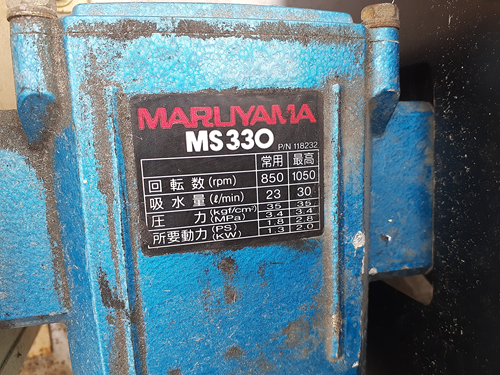 MARUYAMA
MS330
P/N 118232
常用 最高
回転数(rpm) 850 1050
吸水量(ℓ/min) 23 30
圧力 (kgf/cm²) 35 35
(MPa) 3.4 3.4
所要動力 (PS) 1.8 2.8
(KW) 1.3 2.0